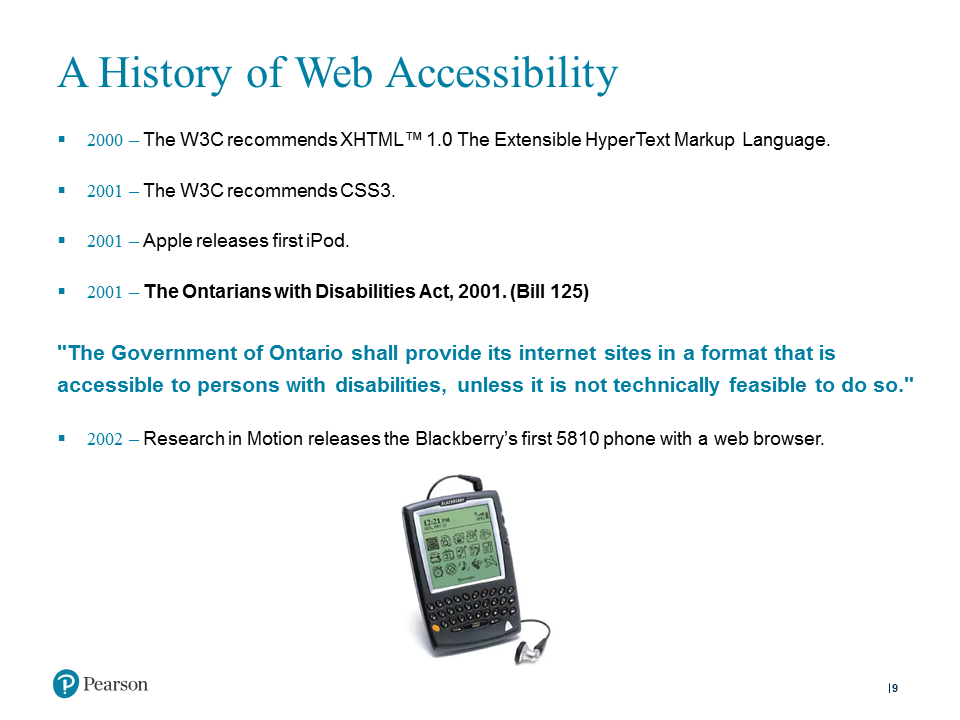 A History of Web Accessibility
▪ 2000 – The W3C recommends XHTML™ 1.0 The Extensible HyperText Markup Language.
▪ 2001 – The W3C recommends CSS3.
▪ 2001 – Apple releases first iPod.
▪ 2001 – The Ontarians with Disabilities Act, 2001. (Bill 125)
"The Government of Ontario shall provide its internet sites in a format that is
accessible to persons with disabilities, unless it is not technically feasible to do so."
▪ 2002 – Research in Motion releases the Blackberry’s first 5810 phone with a web browser.
BLACKBERRY
12:21 PM
Pearson
9